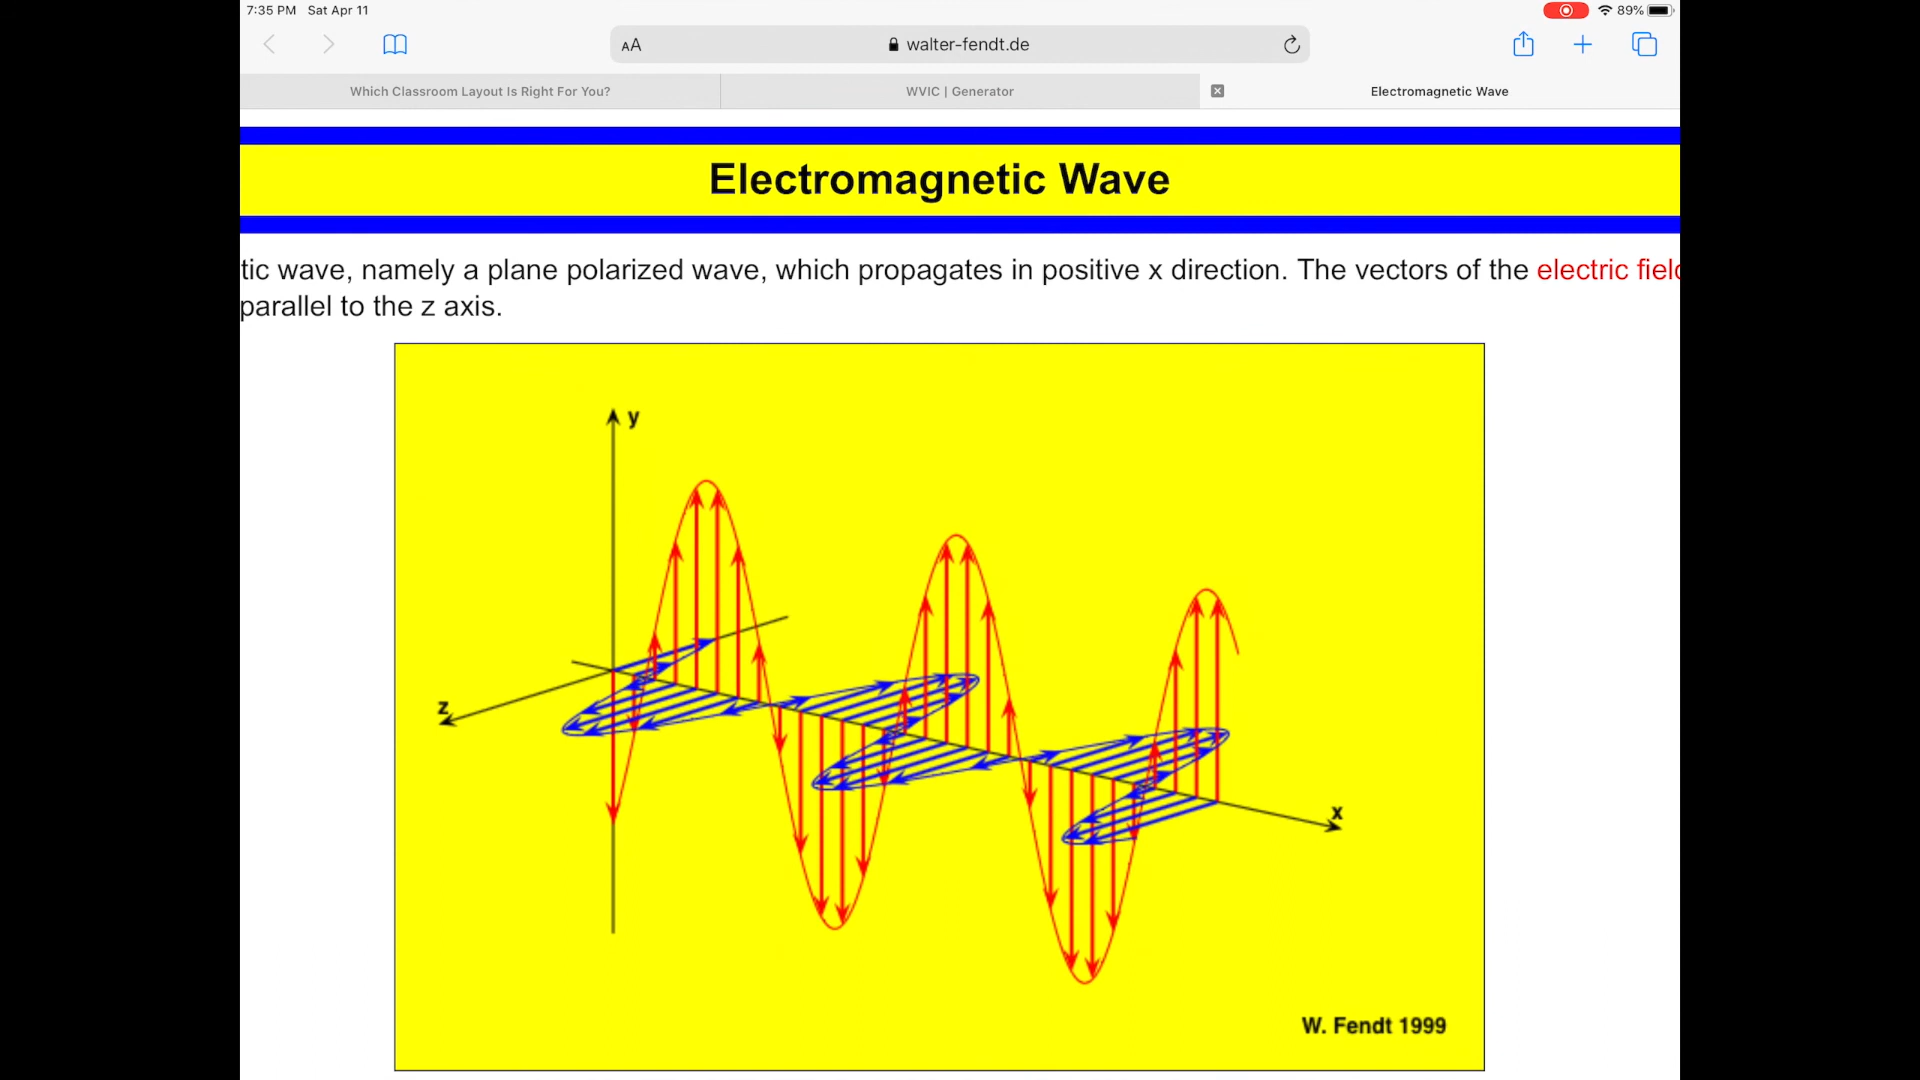 7:35 PM Sat Apr 11
89%
AA
walter-fendt.de
Which Classroom Layout Is Right For You?
WVIC | Generator
Electromagnetic Wave
Electromagnetic Wave
tic wave, namely a plane polarized wave, which propagates in positive x direction. The vectors of the electric field
parallel to the z axis.
y
z
x
W. Fendt 1999